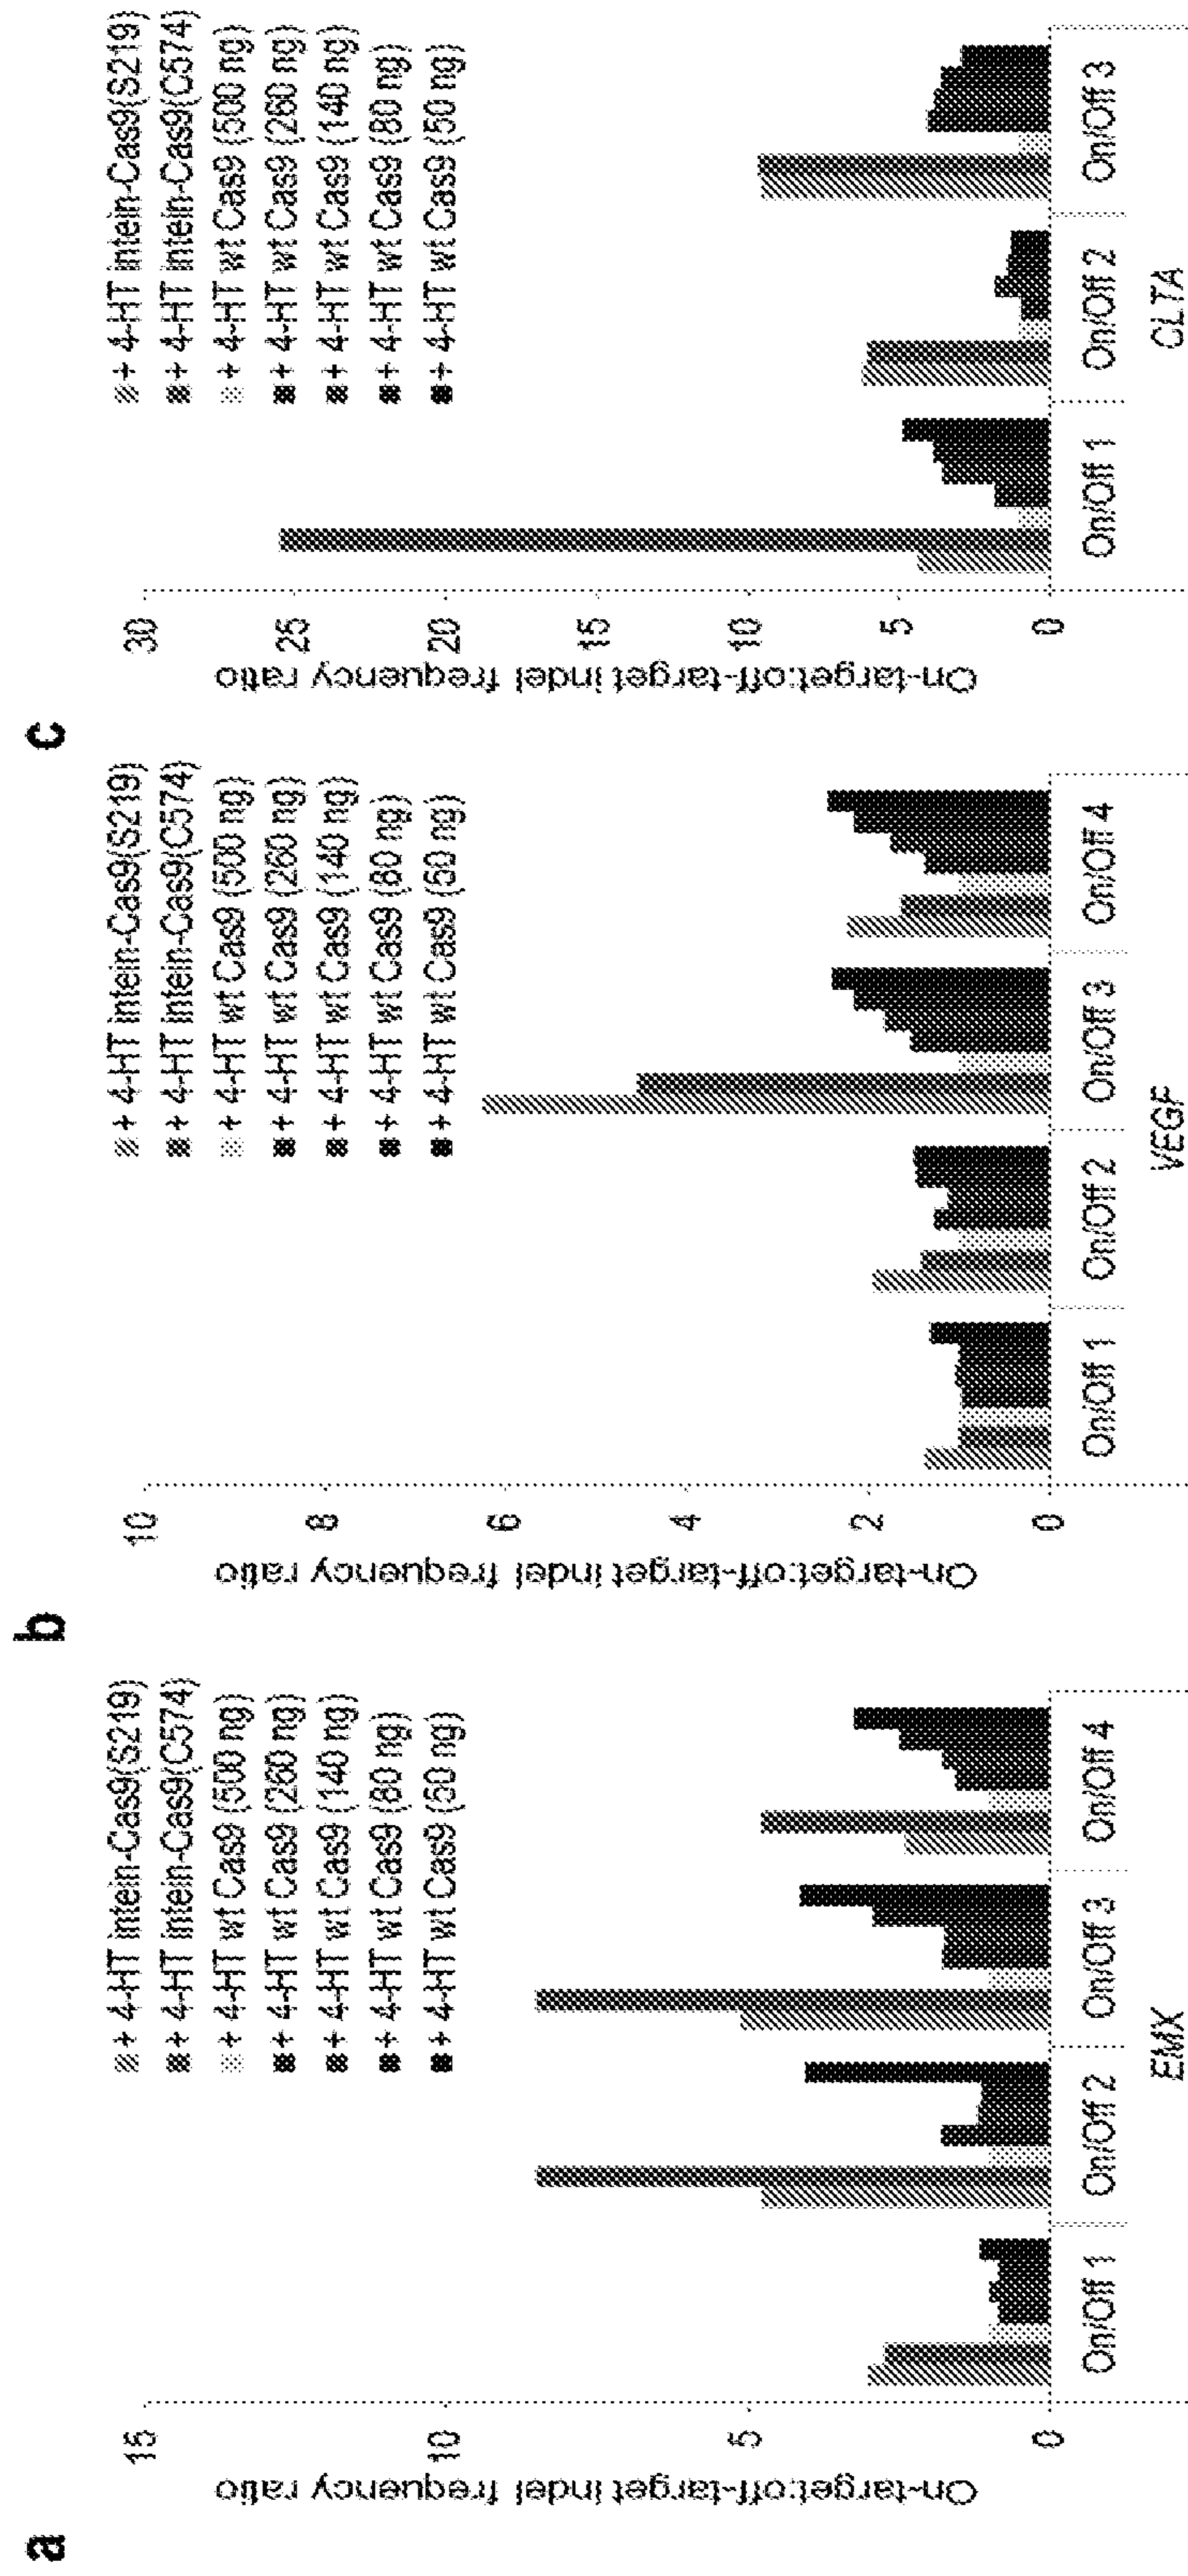 a
On-target:off-target indel frequency ratio
15
10
5
0
+ 4-HT intein-Cas9(S219)
+ 4-HT intein-Cas9(C574)
+ 4-HT wt Cas9 (500 ng)
+ 4-HT wt Cas9 (260 ng)
+ 4-HT wt Cas9 (140 ng)
+ 4-HT wt Cas9 (80 ng)
+ 4-HT wt Cas9 (50 ng)
On/Off 1
On/Off 2
On/Off 3
On/Off 4
EMX
b
On-target:off-target indel frequency ratio
10
8
6
4
2
0
+ 4-HT intein-Cas9(S219)
+ 4-HT intein-Cas9(C574)
+ 4-HT wt Cas9 (500 ng)
+ 4-HT wt Cas9 (260 ng)
+ 4-HT wt Cas9 (140 ng)
+ 4-HT wt Cas9 (80 ng)
+ 4-HT wt Cas9 (50 ng)
On/Off 1
On/Off 2
On/Off 3
On/Off 4
VEGF
c
On-target:off-target indel frequency ratio
30
25
20
15
10
5
0
+ 4-HT intein-Cas9(S219)
+ 4-HT intein-Cas9(C574)
+ 4-HT wt Cas9 (500 ng)
+ 4-HT wt Cas9 (260 ng)
+ 4-HT wt Cas9 (140 ng)
+ 4-HT wt Cas9 (80 ng)
+ 4-HT wt Cas9 (50 ng)
On/Off 1
On/Off 2
On/Off 3
CLTA